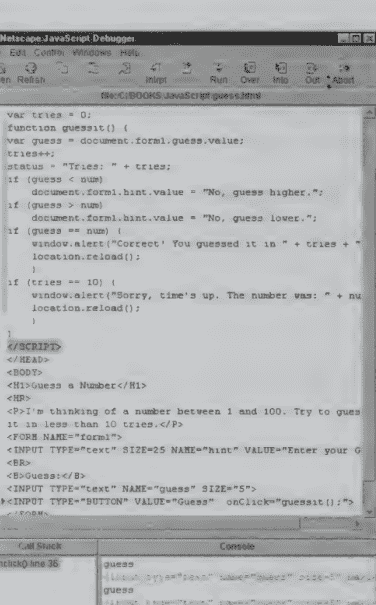 Netscape JavaScript Debugger
Edit Control Windows Help
Refresh Intrpt Run Over Into Out Abort
file:/C:/BOOKS/JavaScript/guess.html
var tries = 0;
function guessit() {
var guess = document.form1.guess.value;
tries++;
status = "Tries: " + tries;
if (guess < num)
document.form1.hint.value = "No, guess higher.";
if (guess > num)
document.form1.hint.value = "No, guess lower.";
if (guess == num) {
window.alert("Correct! You guessed it in " + tries + "
location.reload();
}
if (tries == 10) {
window.alert("Sorry, time's up. The number was: " + nu
location.reload();
}
}
</SCRIPT>
</HEAD>
<BODY>
<H1>Guess a Number</H1>
<HR>
<P>I'm thinking of a number between 1 and 100. Try to gues
it in less than 10 tries.</P>
<FORM NAME="form1">
<INPUT TYPE="text" SIZE=25 NAME="hint" VALUE="Enter your G
<BR>
<B>Guess:</B>
<INPUT TYPE="text" NAME="guess" SIZE="5">
<INPUT TYPE="BUTTON" VALUE="Guess" onClick="guessit();">
</FORM>
Call Stack Console
line 36 guess
guess